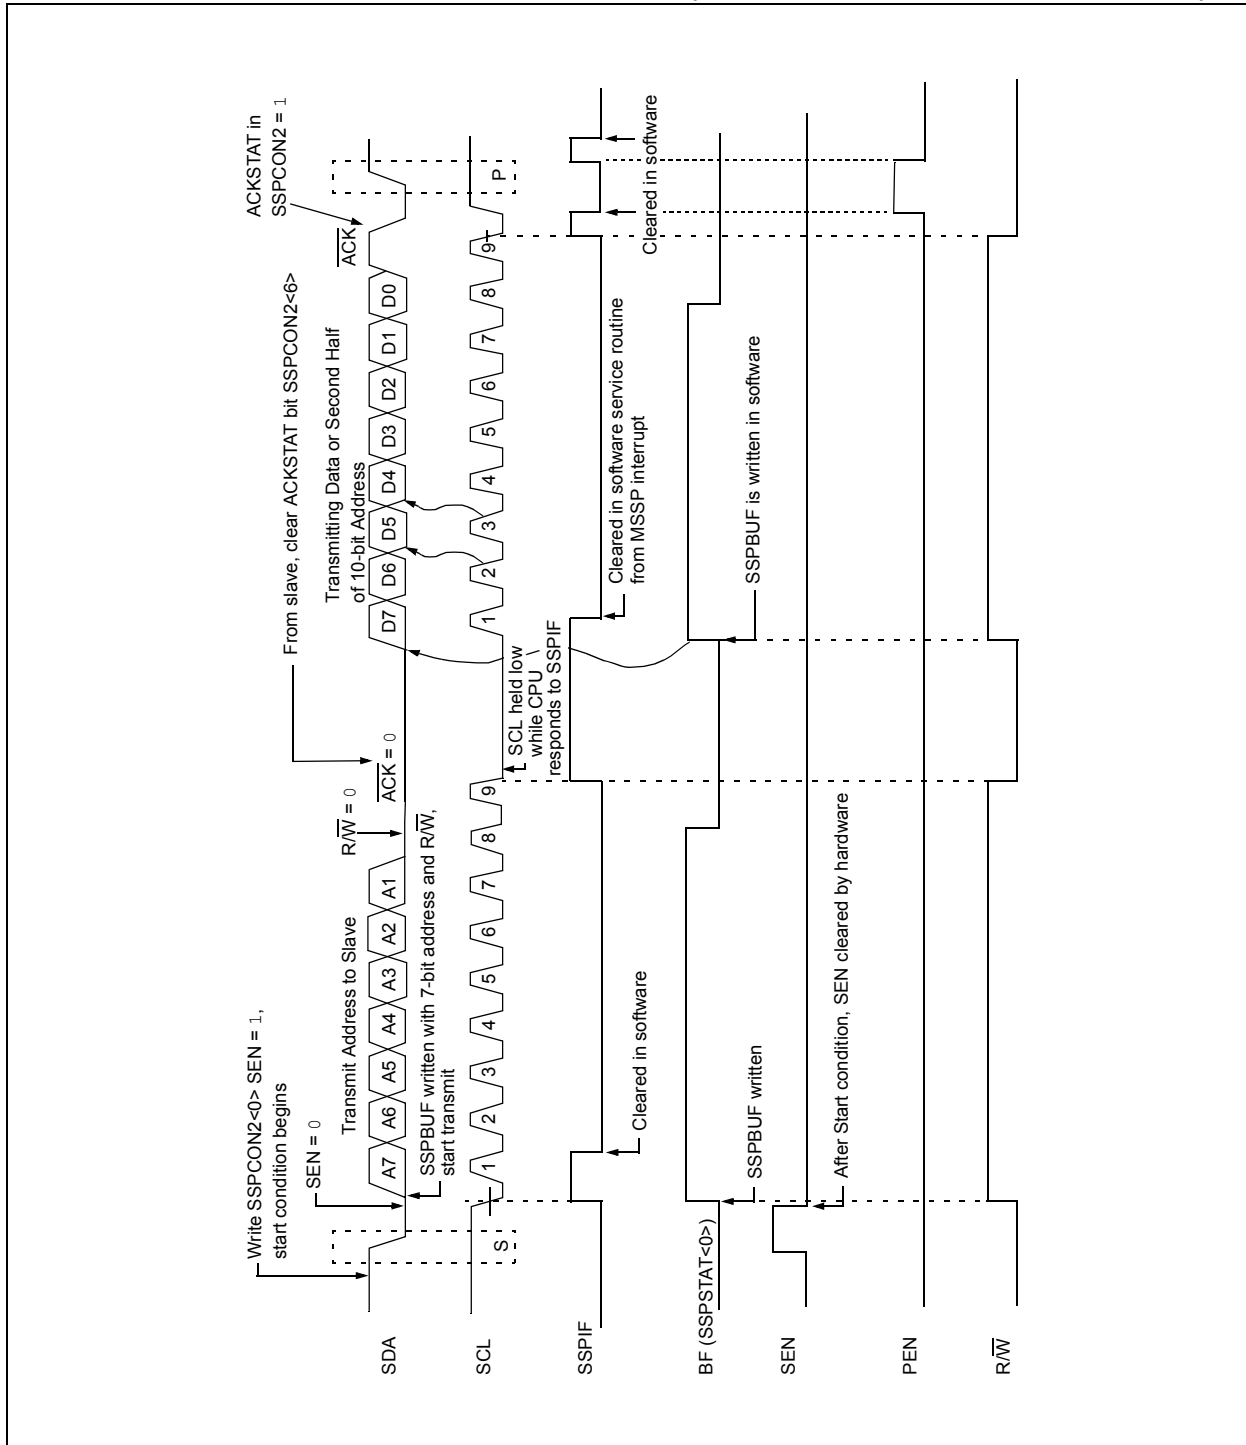 Write SSPCON2<0> SEN = 1,
start condition begins
SEN = 0
From slave, clear ACKSTAT bit SSPCON2<6>
ACKSTAT in
SSPCON2 = 1
Transmit Address to Slave
R/W = 0
ACK = 0
Transmitting Data or Second Half
of 10-bit Address
ACK
SDA
A7 A6 A5 A4 A3 A2 A1
D7 D6 D5 D4 D3 D2 D1 D0
SSPBUF written with 7-bit address and R/W,
start transmit
SCL
S
1 2 3 4 5 6 7 8 9
1 2 3 4 5 6 7 8 9
P
SCL held low
while CPU
responds to SSPIF
SSPIF
Cleared in software
Cleared in software service routine
from MSSP interrupt
Cleared in software
Cleared in software
BF (SSPSTAT<0>)
SSPBUF written
SSPBUF is written in software
SEN
After Start condition, SEN cleared by hardware
PEN
R/W